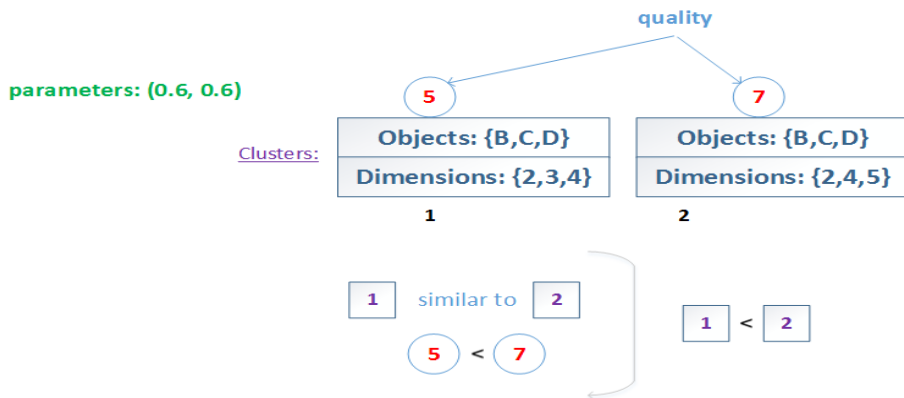 quality
parameters: (0.6, 0.6)
5 7
Clusters:
Objects: {B,C,D} Objects: {B,C,D}
Dimensions: {2,3,4} Dimensions: {2,4,5}
1 2
1 similar to 2
5 < 7
1 < 2